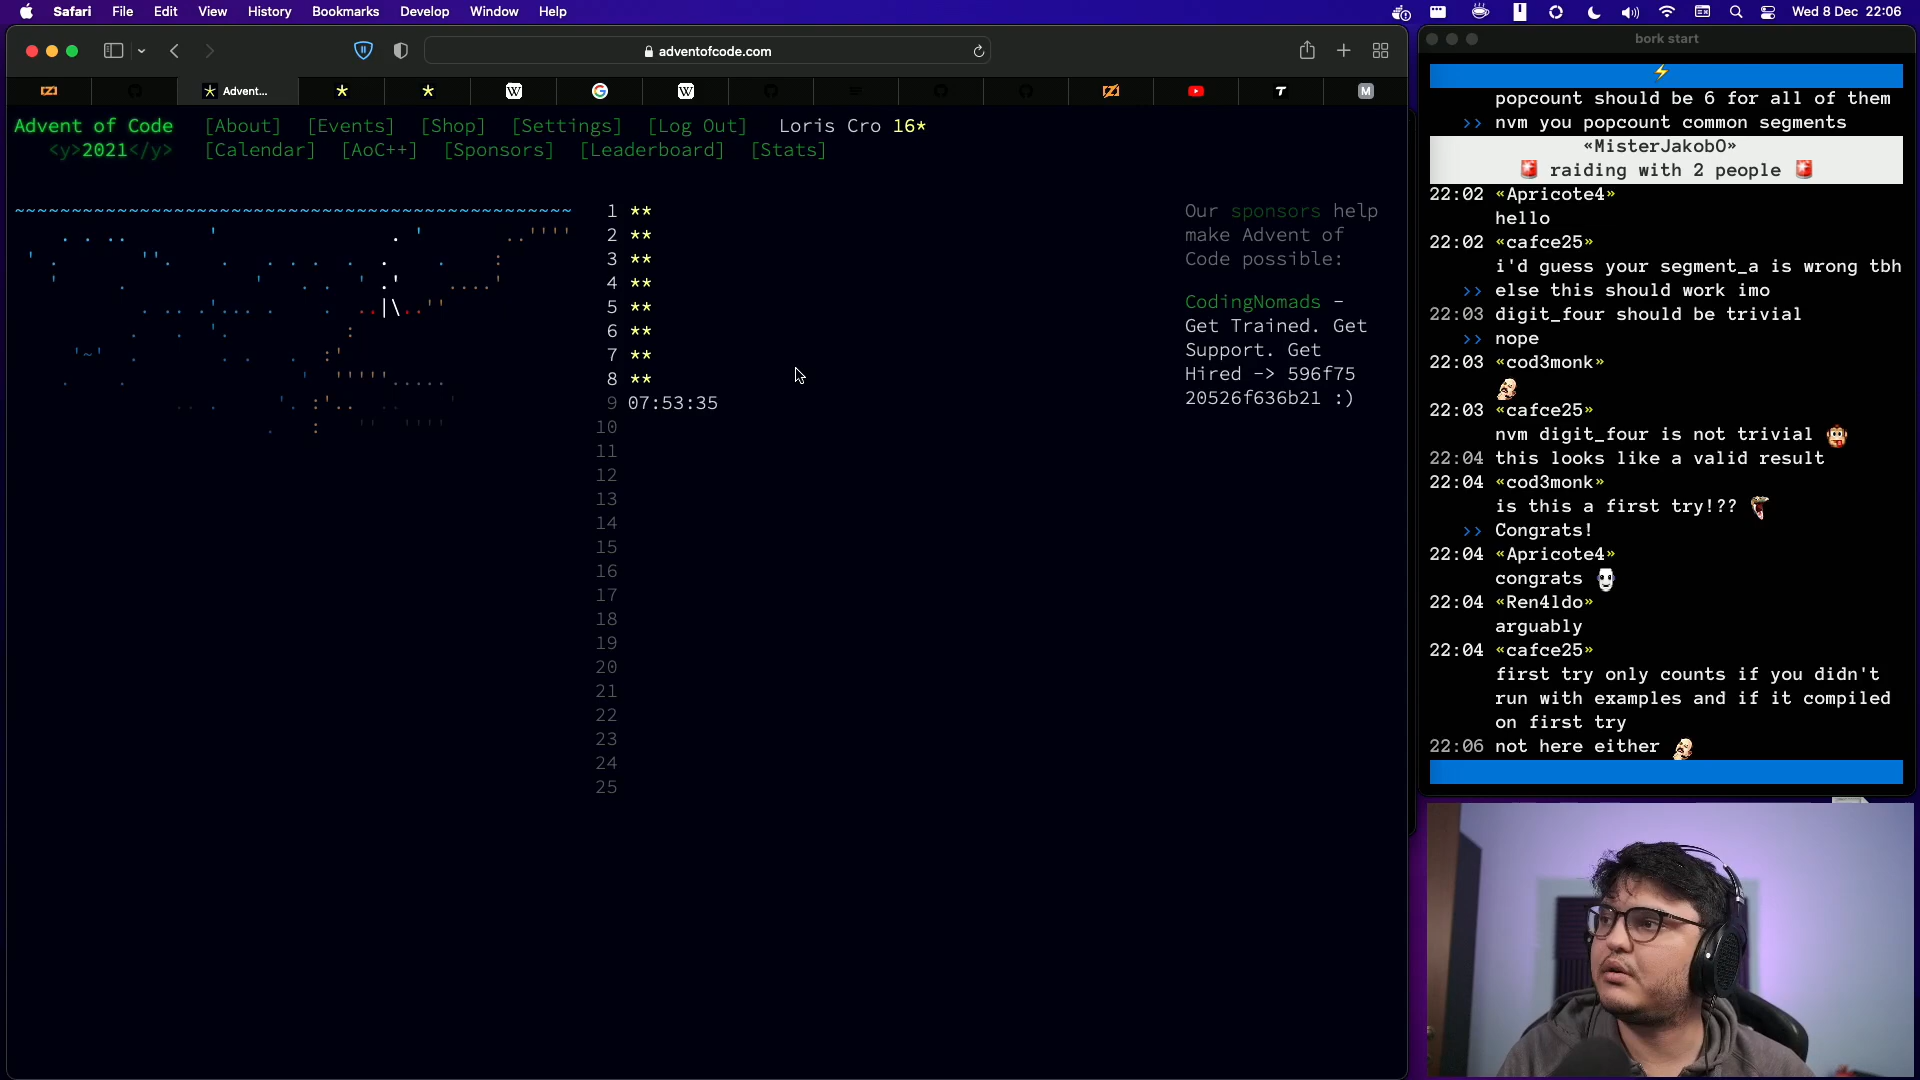 Safari File Edit View History Bookmarks Develop Window Help Wed 8 Dec 22:06
adventofcode.com
Advent...
Advent of Code [About] [Events] [Shop] [Settings] [Log Out] Loris Cro 16*
<y>2021</y> [Calendar] [AoC++] [Sponsors] [Leaderboard] [Stats]
1 **
2 **
3 **
4 **
5 **
6 **
7 **
8 **
9 07:53:35
10
11
12
13
14
15
16
17
18
19
20
21
22
23
24
25
Our sponsors help
make Advent of
Code possible:
CodingNomads -
Get Trained. Get
Support. Get
Hired -> 596f75
20526f636b21 :)
bork start
popcount should be 6 for all of them
>> nvm you popcount common segments
«MisterJakobO»
🚨 raiding with 2 people 🚨
22:02 «Apricote4»
hello
22:02 «cafce25»
i'd guess your segment_a is wrong tbh
>> else this should work imo
22:03 digit_four should be trivial
>> nope
22:03 «cod3monk»
22:03 «cafce25»
nvm digit_four is not trivial
22:04 this looks like a valid result
22:04 «cod3monk»
is this a first try!??
>> Congrats!
22:04 «Apricote4»
congrats
22:04 «Ren4ldo»
arguably
22:04 «cafce25»
first try only counts if you didn't
run with examples and if it compiled
on first try
22:06 not here either